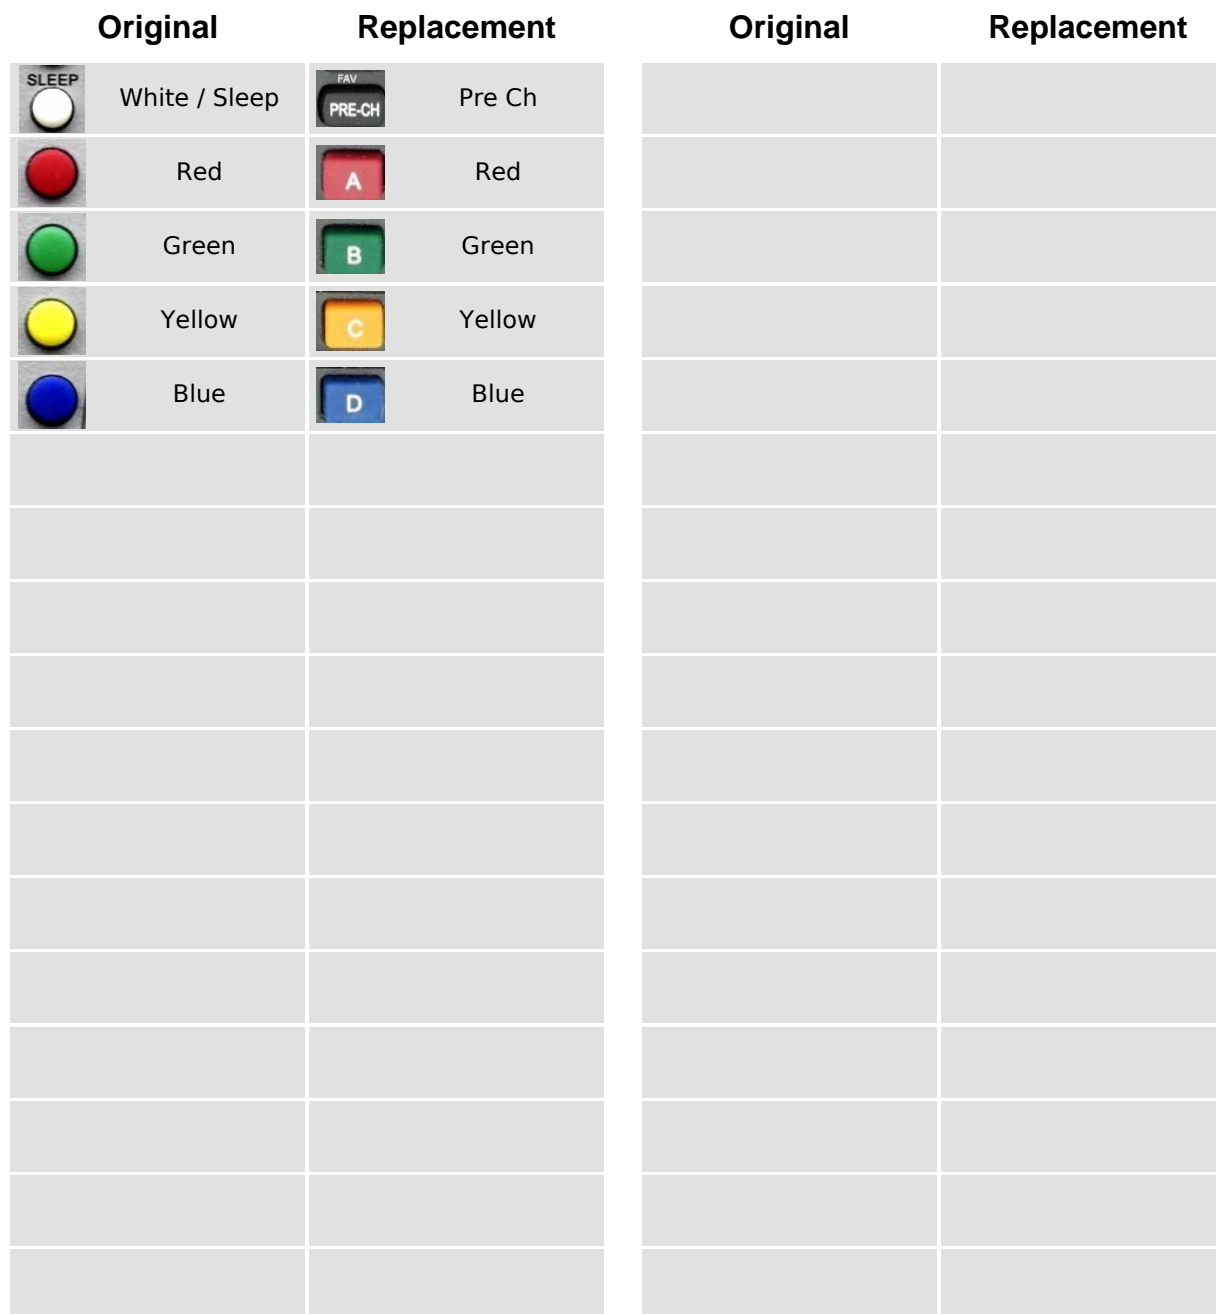 Original Replacement Original Replacement
SLEEP White / Sleep FAV PRE-CH Pre Ch
Red A Red
Green B Green
Yellow C Yellow
Blue D Blue